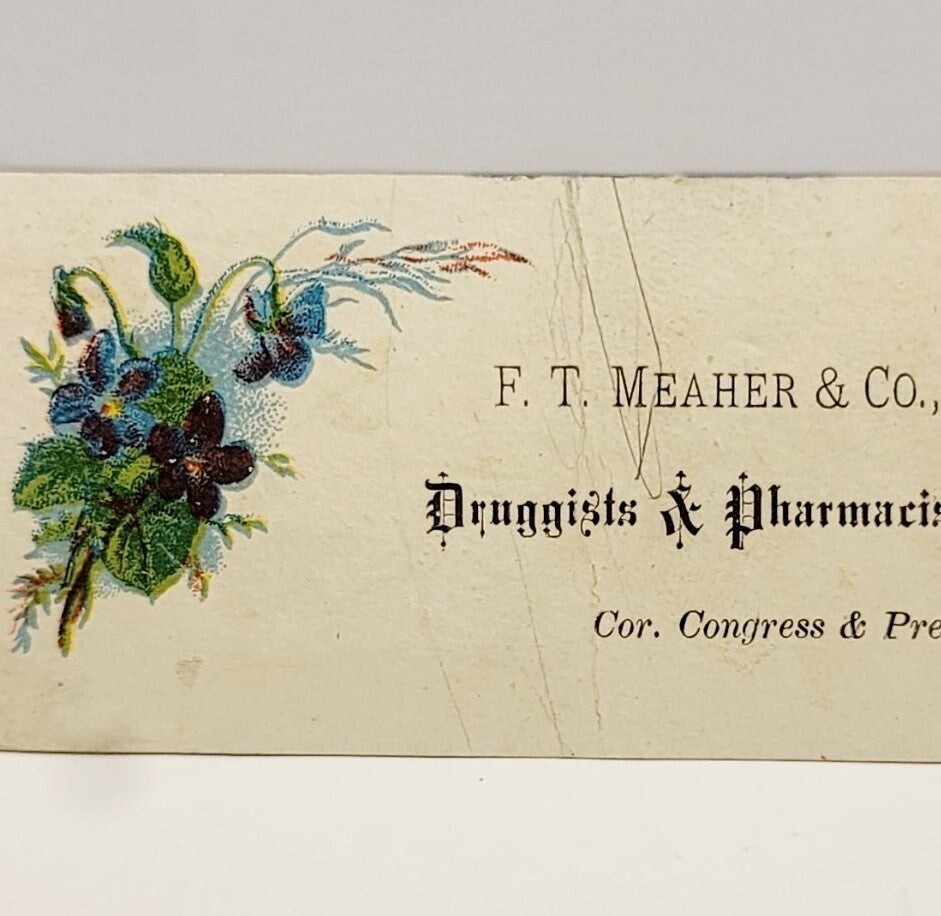 F. T. MEAHER & CO.,
Druggists & Pharmacis
Cor. Congress & Pre